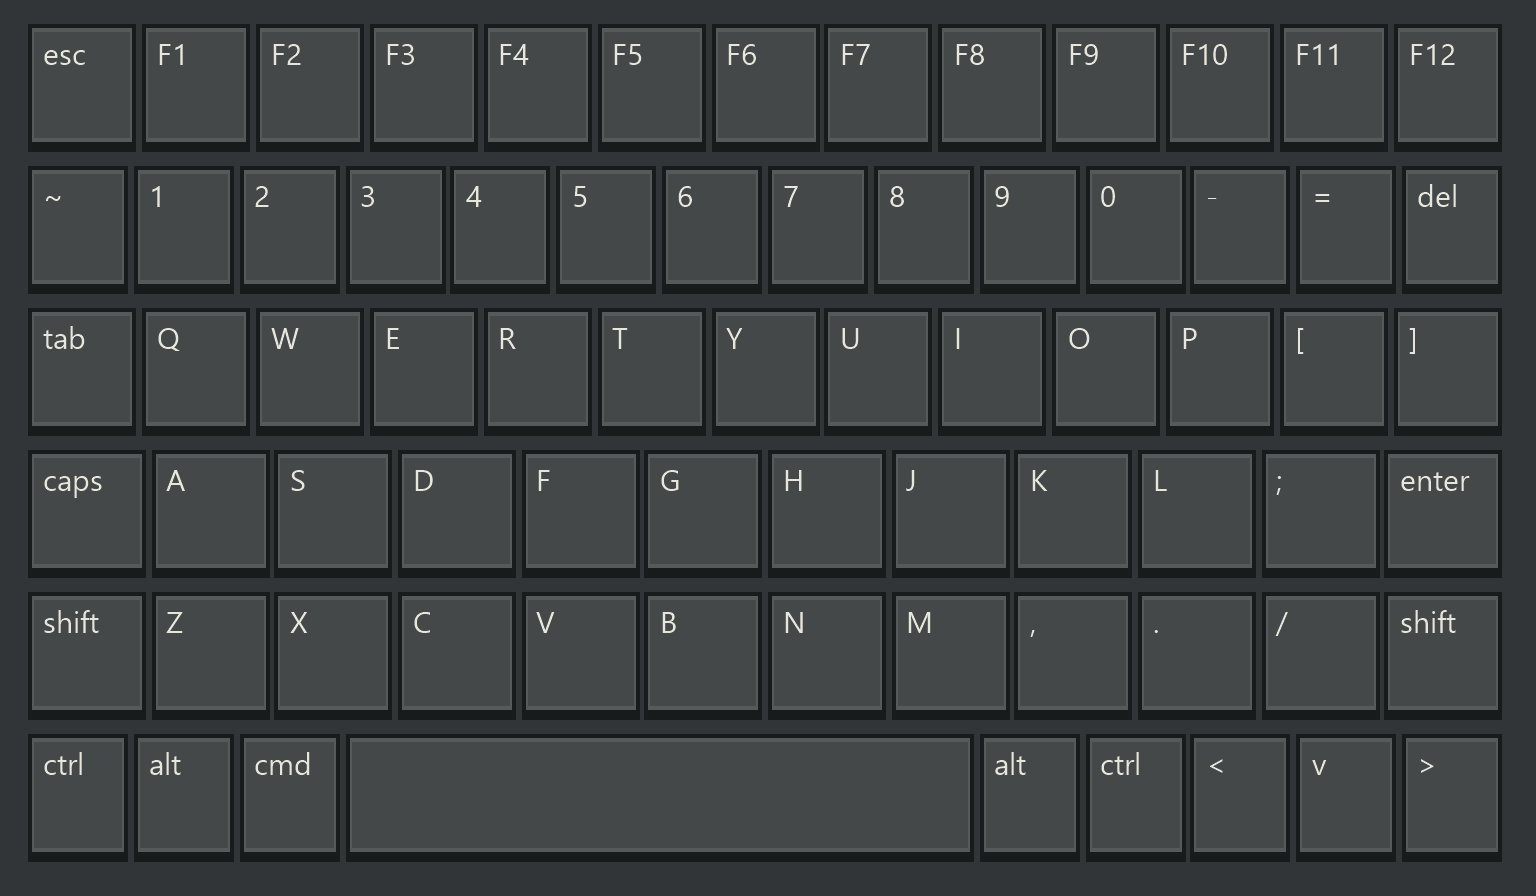 esc F1 F2 F3 F4 F5 F6 F7 F8 F9 F10 F11 F12
~ 1 2 3 4 5 6 7 8 9 0 - = del
tab Q W E R T Y U I O P [ ]
caps A S D F G H J K L ; enter
shift Z X C V B N M , . / shift
ctrl alt cmd alt ctrl < v >